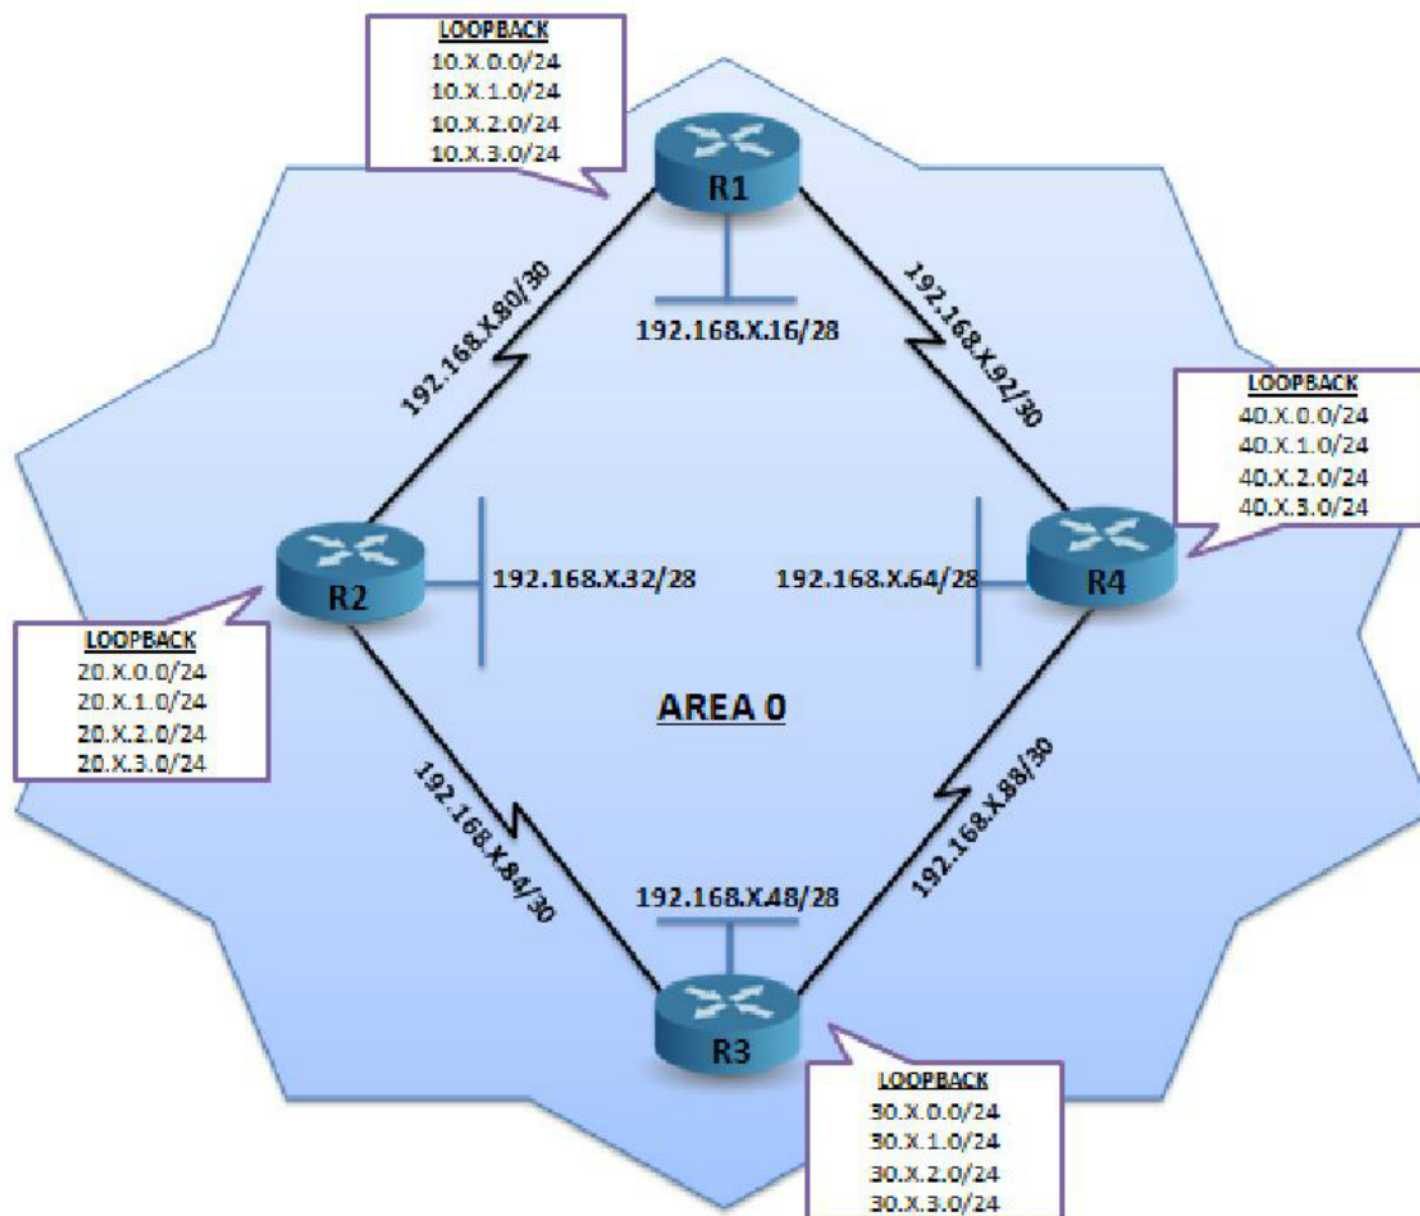 LOOPBACK
10.X.0.0/24
10.X.1.0/24
10.X.2.0/24
10.X.3.0/24
R1
192.168.X.80/30
192.168.X.92/30
192.168.X.16/28
LOOPBACK
40.X.0.0/24
40.X.1.0/24
40.X.2.0/24
40.X.3.0/24
R2
192.168.X.32/28
192.168.X.64/28
R4
LOOPBACK
20.X.0.0/24
20.X.1.0/24
20.X.2.0/24
20.X.3.0/24
AREA 0
192.168.X.84/30
192.168.X.88/30
192.168.X.48/28
R3
LOOPBACK
30.X.0.0/24
30.X.1.0/24
30.X.2.0/24
30.X.3.0/24